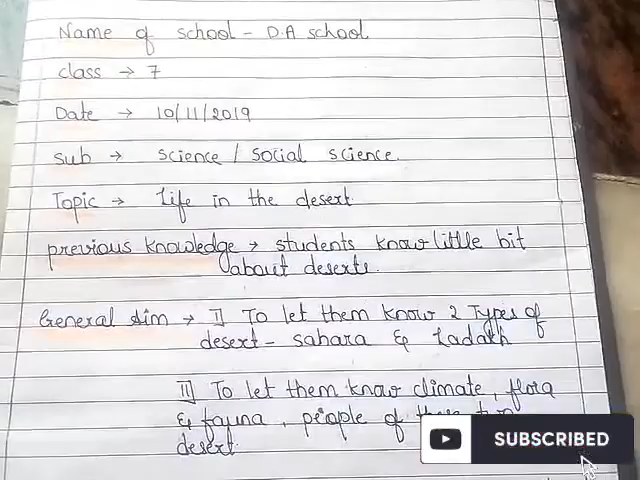 Name of school - D.A school
class → 7
Date → 10/11/2019
Sub → science / social science.
Topic → Life in the desert
previous knowledge → students know little bit
about deserts.
General Aim → I] To let them know 2 Types of
desert - sahara & Ladakh
II] To let them know climate, flora
& fauna, people of these two
desert.
SUBSCRIBED